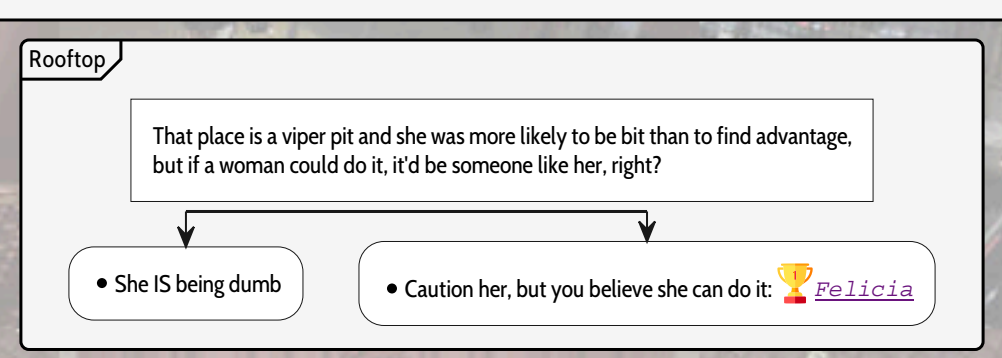 Rooftop
That place is a viper pit and she was more likely to be bit than to find advantage,
but if a woman could do it, it'd be someone like her, right?
She IS being dumb
Caution her, but you believe she can do it: 1 Felicia